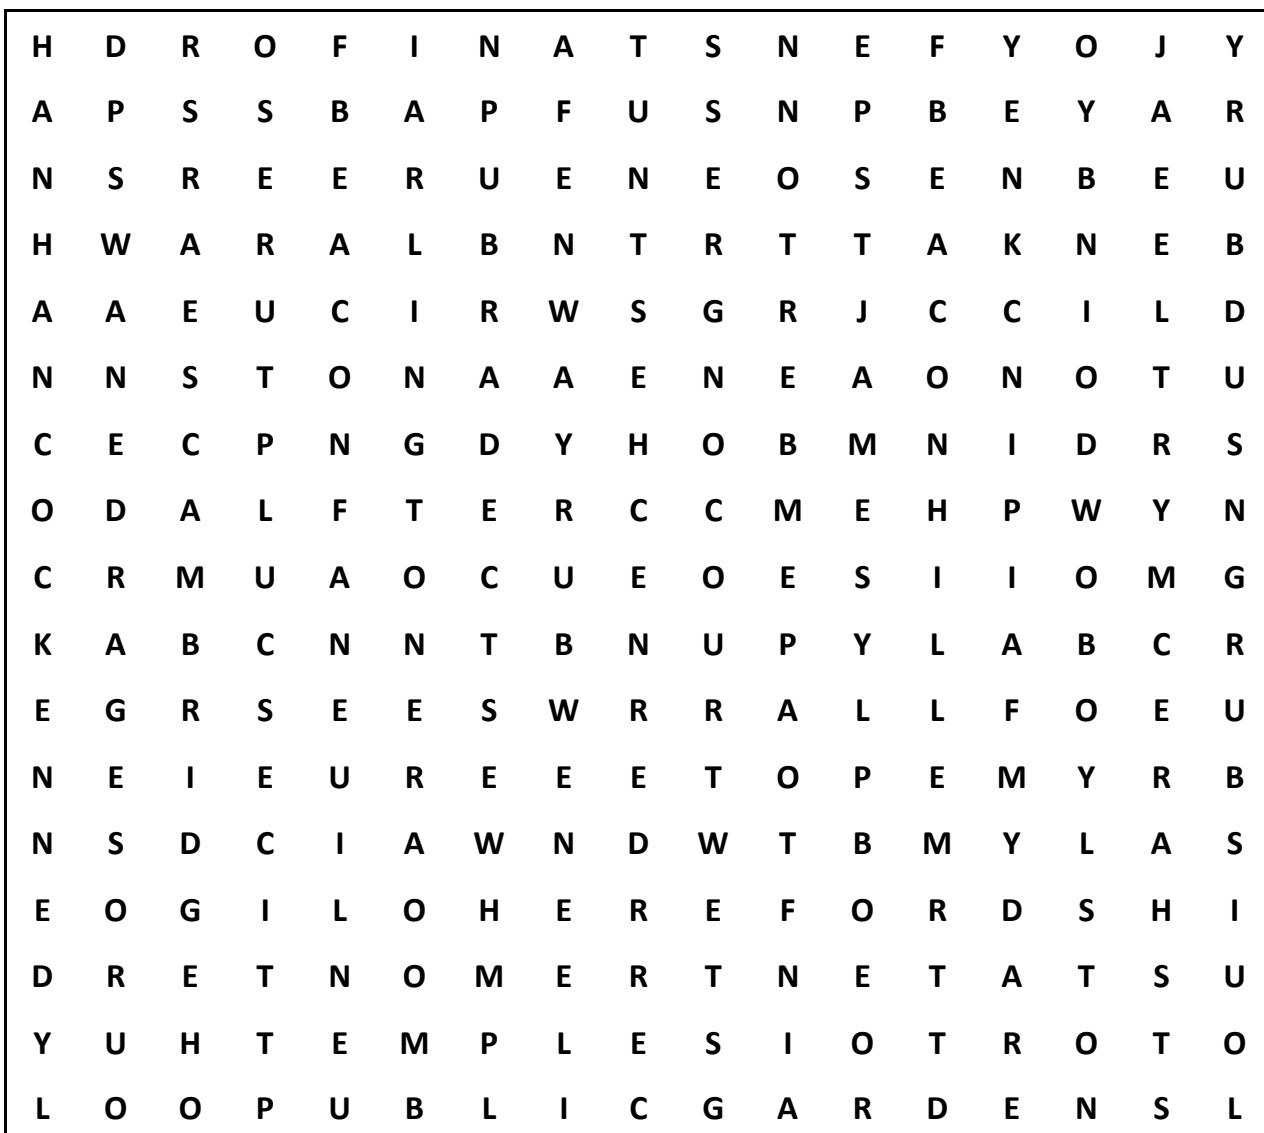 H D R O F I N A T S N E F Y O J Y
A P S S B A P F U S N P B E Y A R
N S R E E R U E N E O S E N B E U
H W A R A L B N T R T T A K N E B
A A E U C I R W S G R J C C I L D
N N S T O N A A E N E A O N O T U
C E C P N G D Y H O B M N I D R S
O D A L F T E R C C M E H P W Y N
C R M U A O C U E O E S I I O M G
K A B C N N T B N U P Y L A B C R
E G R S E E S W R R A L L F O E U
N E I E U R E E E T O P E M Y R B
N S D C I A W N D W T B M Y L A S
E O G I L O H E R E F O R D S H I
D R E T N O M E R T N E T A T S U
Y U H T E M P L E S I O T R O T O
L O O P U B L I C G A R D E N S L